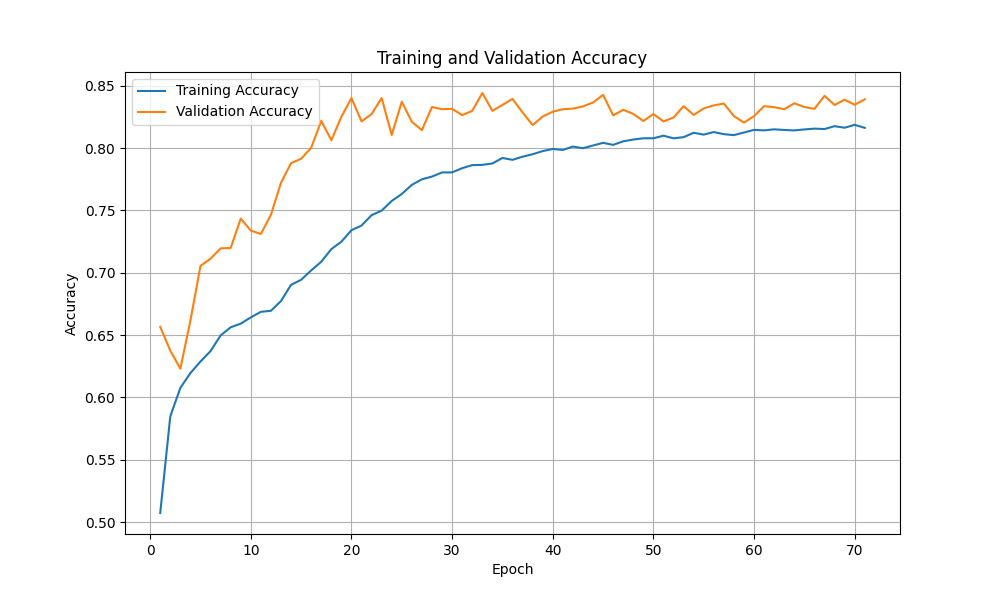 Training and Validation Accuracy
Training Accuracy
Validation Accuracy
Accuracy
0.85
0.80
0.75
0.70
0.65
0.60
0.55
0.50
0 10 20 30 40 50 60 70
Epoch